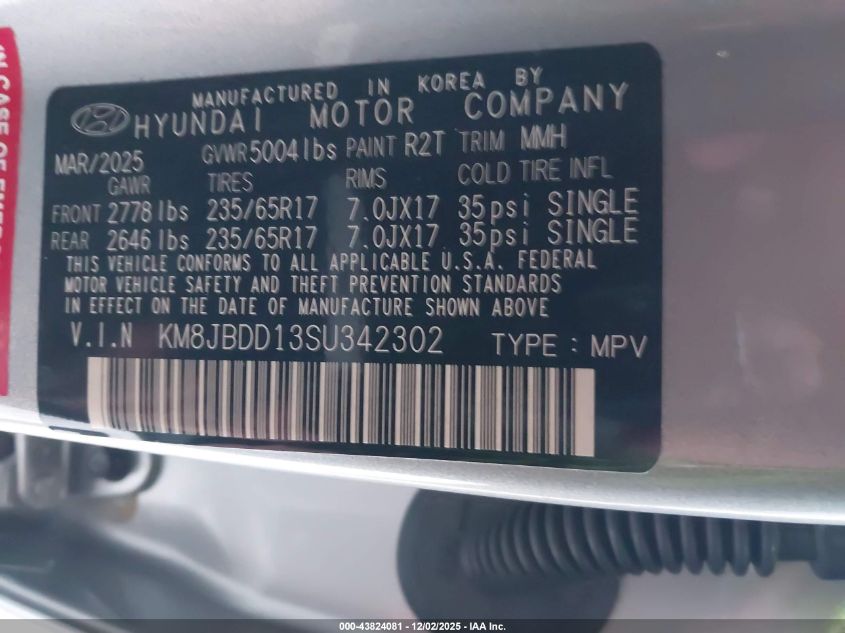 MANUFACTURED IN KOREA BY
HYUNDAI MOTOR COMPANY
MAR/2025 GVWR 5004 lbs PAINT R2T TRIM MMH
GAWR TIRES RIMS COLD TIRE INFL
FRONT 2778 lbs 235/65R17 7.0JX17 35psi SINGLE
REAR 2646 lbs 235/65R17 7.0JX17 35psi SINGLE
THIS VEHICLE CONFORMS TO ALL APPLICABLE U.S.A. FEDERAL
MOTOR VEHICLE SAFETY AND THEFT PREVENTION STANDARDS
IN EFFECT ON THE DATE OF MANUFACTURE SHOWN ABOVE
V.I.N KM8JBDD13SU342302 TYPE : MPV
IN CASE OF
000-43824081 - 12/02/2025 - IAA Inc.